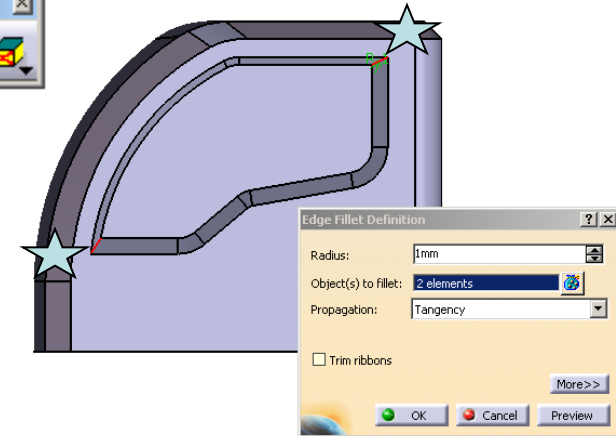 Edge Fillet Definition
Radius: 1mm
Object(s) to fillet: 2 elements
Propagation: Tangency
Trim ribbons
More>>
OK Cancel Preview